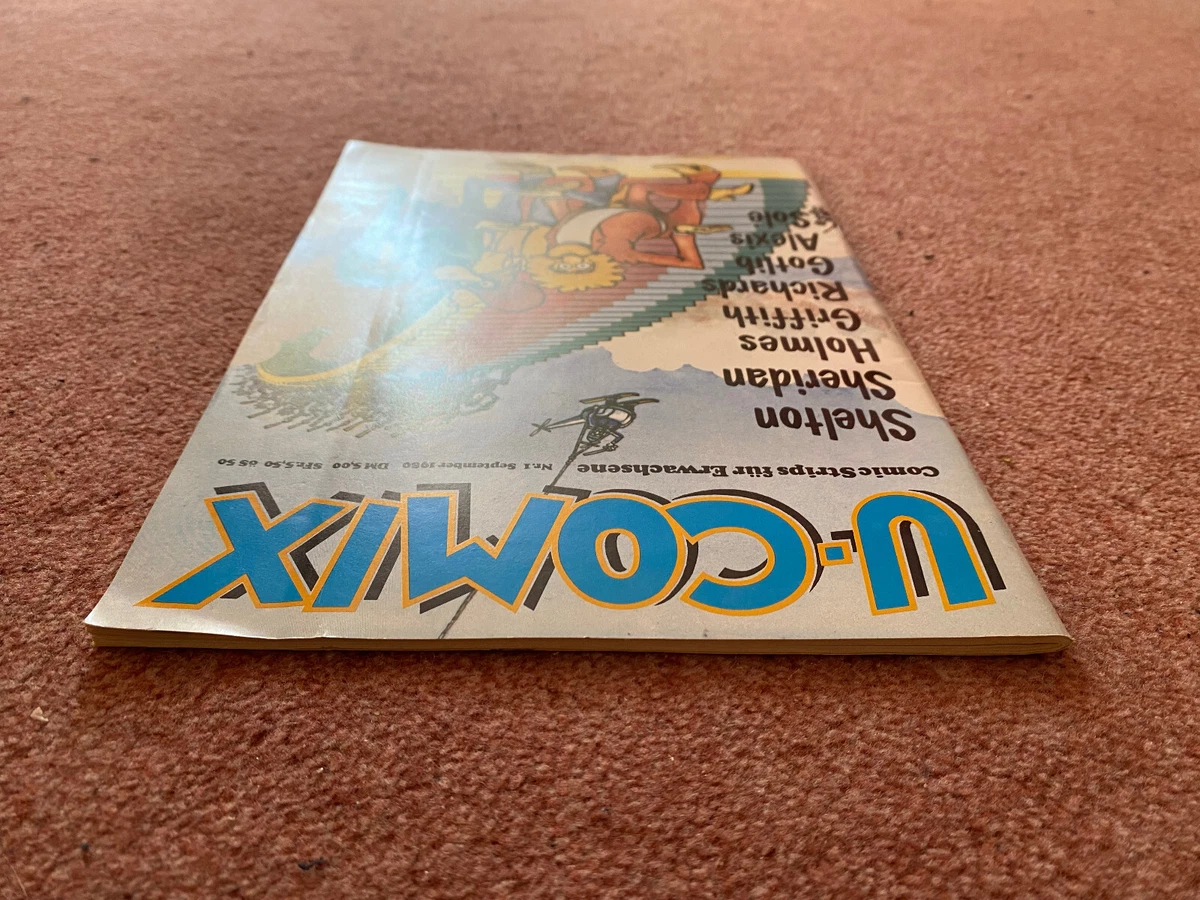 U-COMIX
Comic Strips für Erwachsene Nr. 1 September 1980 DM 5,00 SFr. 5,50 öS 50
Shelton
Sheridan
Holmes
Griffith
Richards
Gotlib
Alexis
& Solé